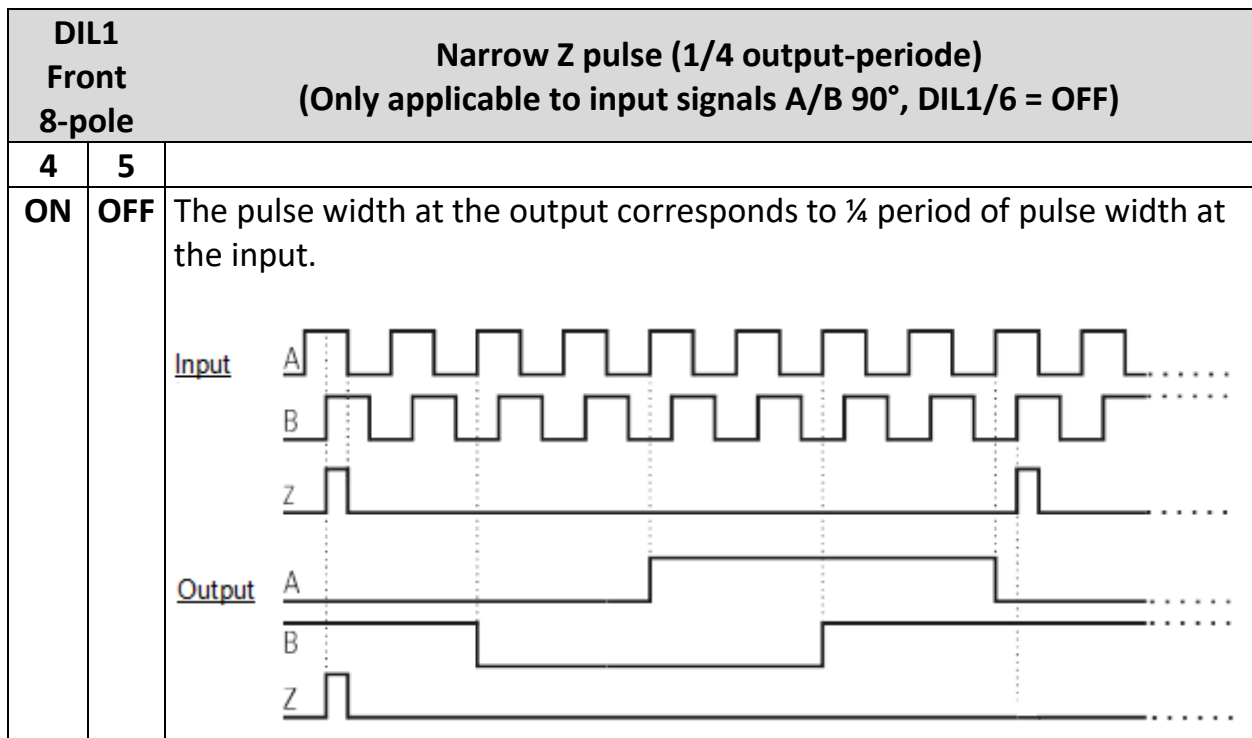 DIL1
Front
8-pole
Narrow Z pulse (1/4 output-periode)
(Only applicable to input signals A/B 90°, DIL1/6 = OFF)
4 5
ON OFF The pulse width at the output corresponds to ¼ period of pulse width at
the input.
Input A
B
Z
Output A
B
Z